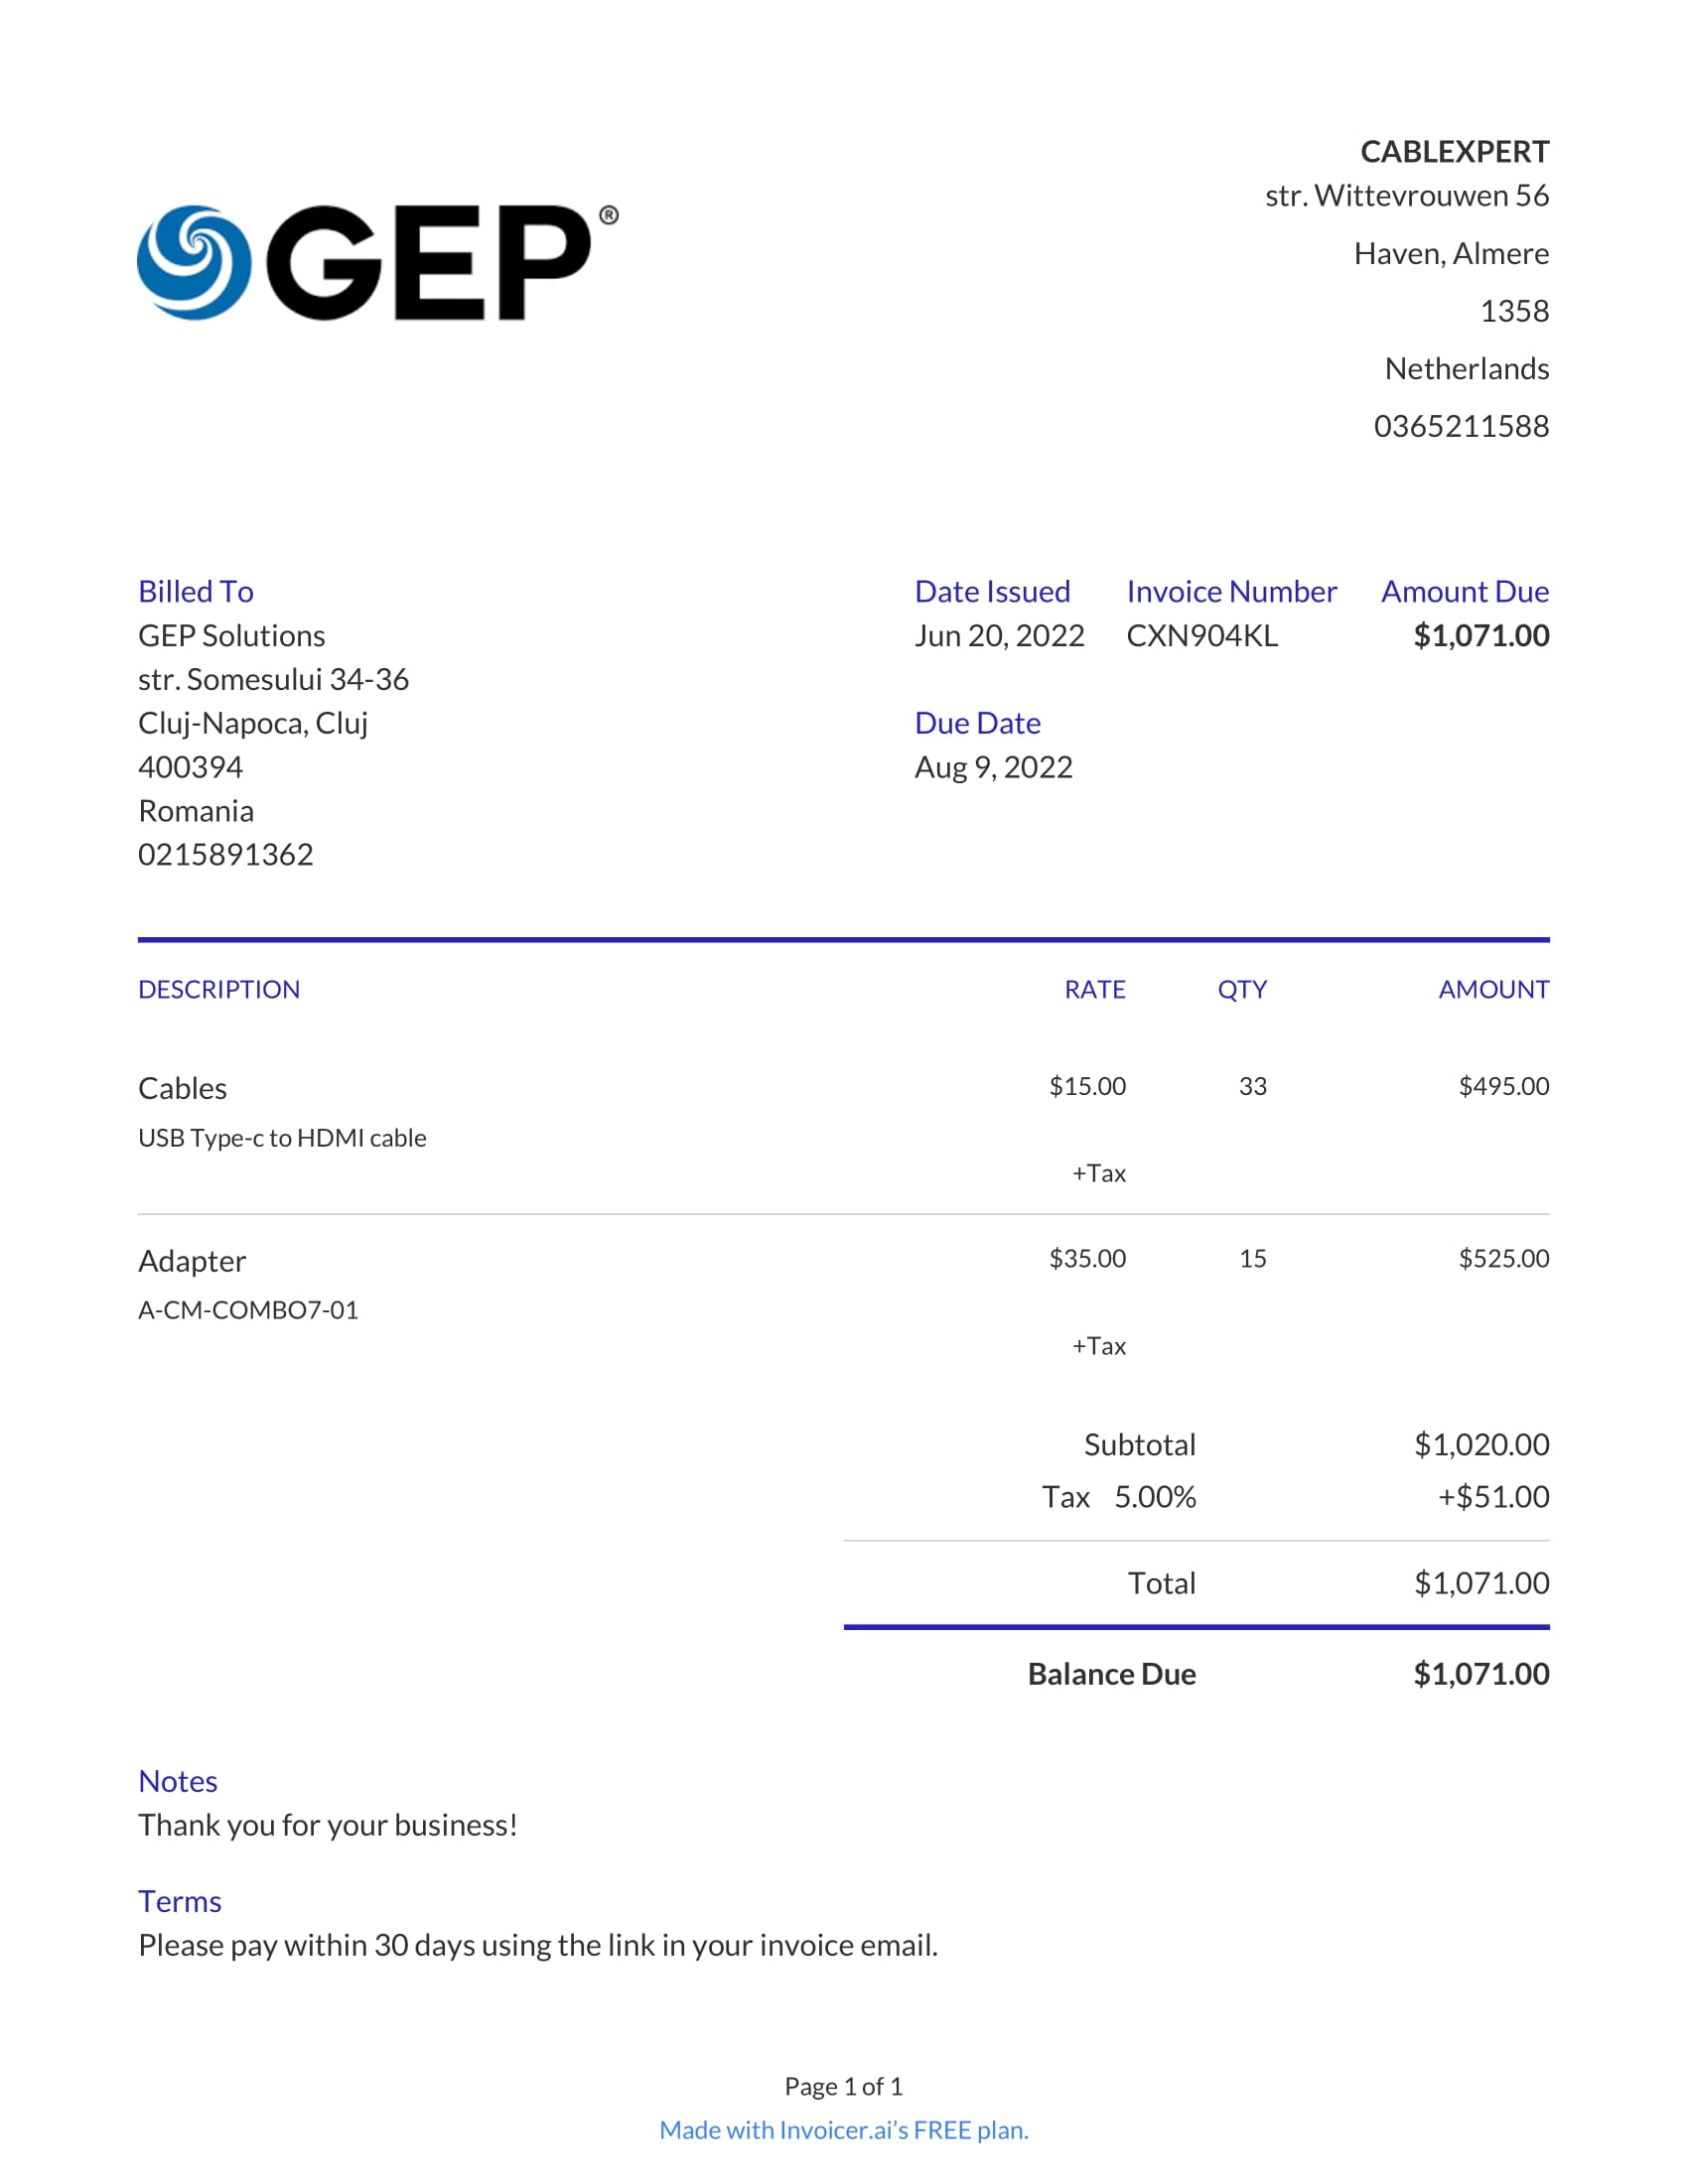 GEP®
CABLEXPERT
str. Wittevrouwen 56
Haven, Almere
1358
Netherlands
0365211588
Billed To
GEP Solutions
str. Somesului 34-36
Cluj-Napoca, Cluj
400394
Romania
0215891362
Date Issued Invoice Number Amount Due
Jun 20, 2022 CXN904KL $1,071.00
Due Date
Aug 9, 2022
DESCRIPTION RATE QTY AMOUNT
Cables $15.00 33 $495.00
USB Type-c to HDMI cable
+Tax
Adapter $35.00 15 $525.00
A-CM-COMBO7-01
+Tax
Subtotal $1,020.00
Tax 5.00% +$51.00
Total $1,071.00
Balance Due $1,071.00
Notes
Thank you for your business!
Terms
Please pay within 30 days using the link in your invoice email.
Page 1 of 1
Made with Invoicer.ai’s FREE plan.